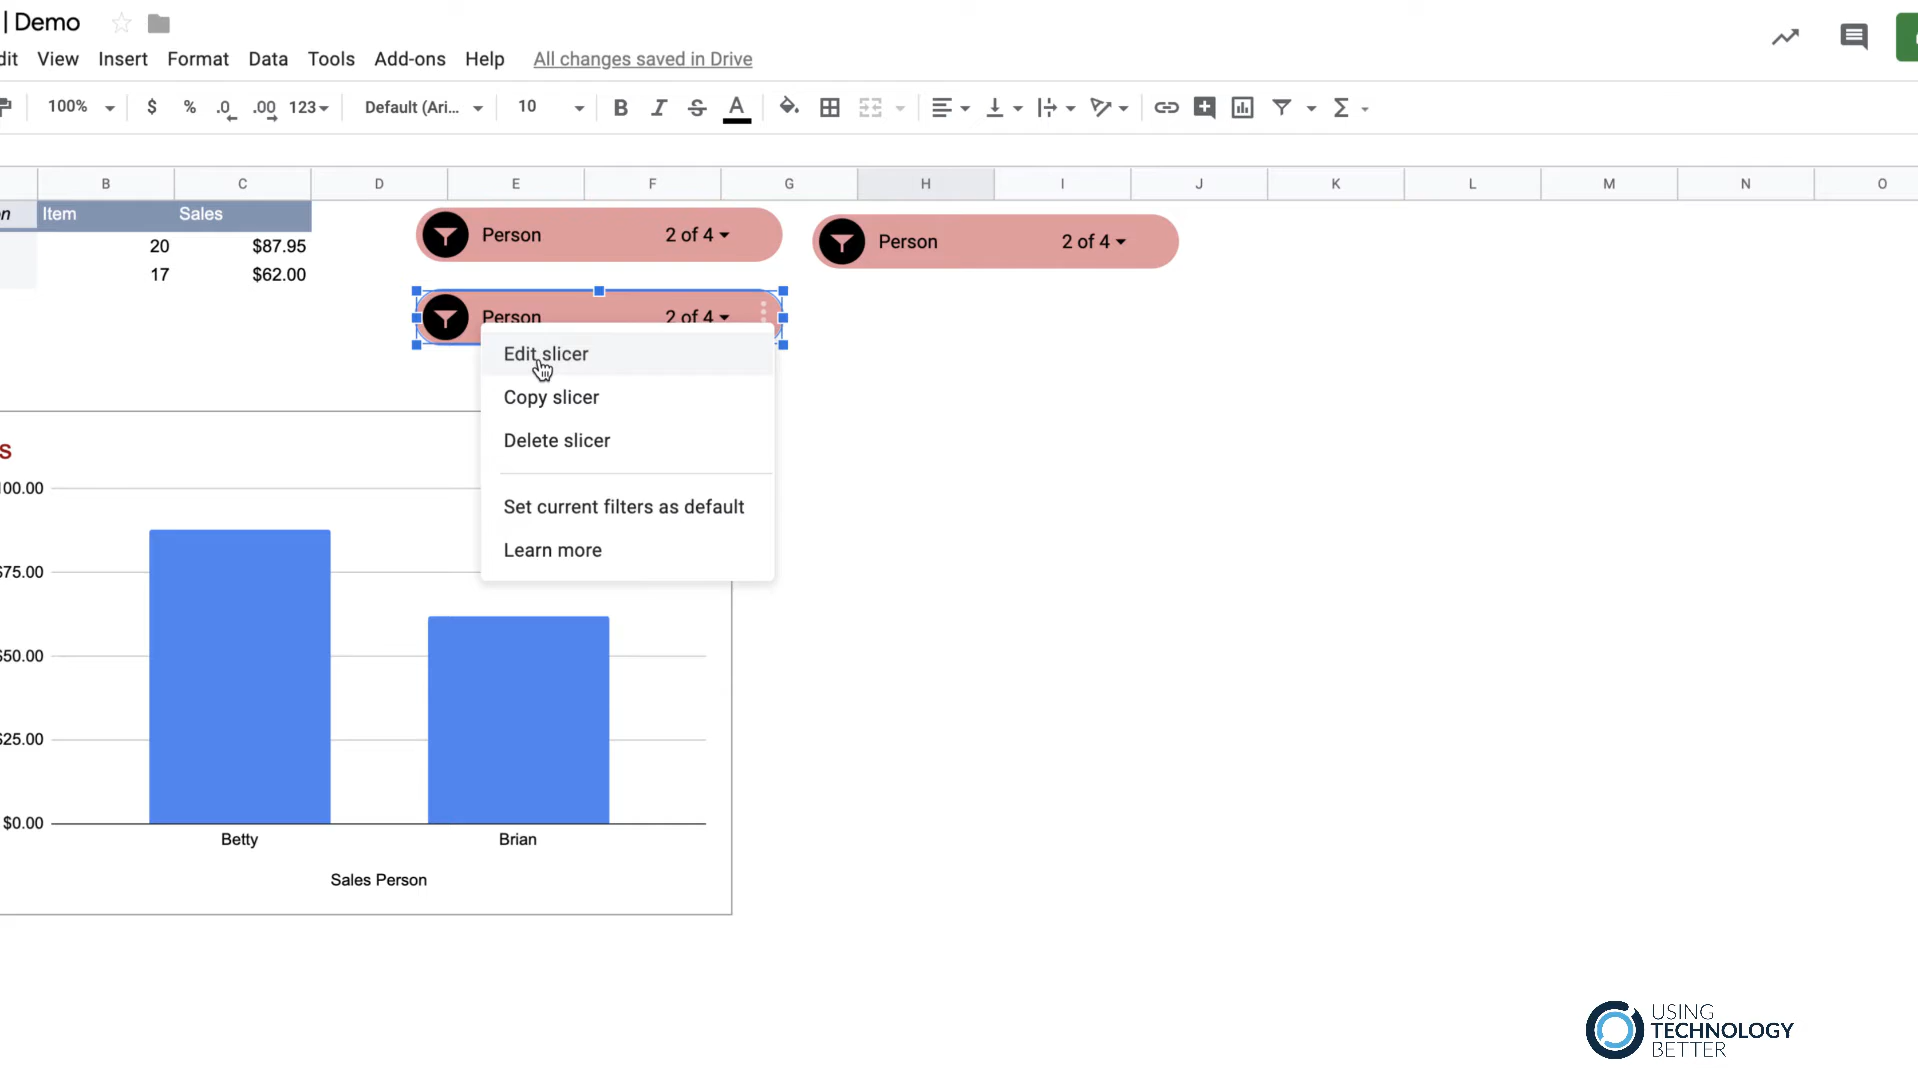 | Demo
dit View Insert Format Data Tools Add-ons Help All changes saved in Drive
100% $ % .0 .00 123 Default (Ari... 10 B I S A Σ
B C D E F G H I J K L M N O
on Item Sales
20 $87.95
17 $62.00
Person 2 of 4
Person 2 of 4
Person 2 of 4
Edit slicer
Copy slicer
Delete slicer
Set current filters as default
Learn more
s
100.00
$75.00
$50.00
$25.00
$0.00
Betty Brian
Sales Person
USING
TECHNOLOGY
BETTER